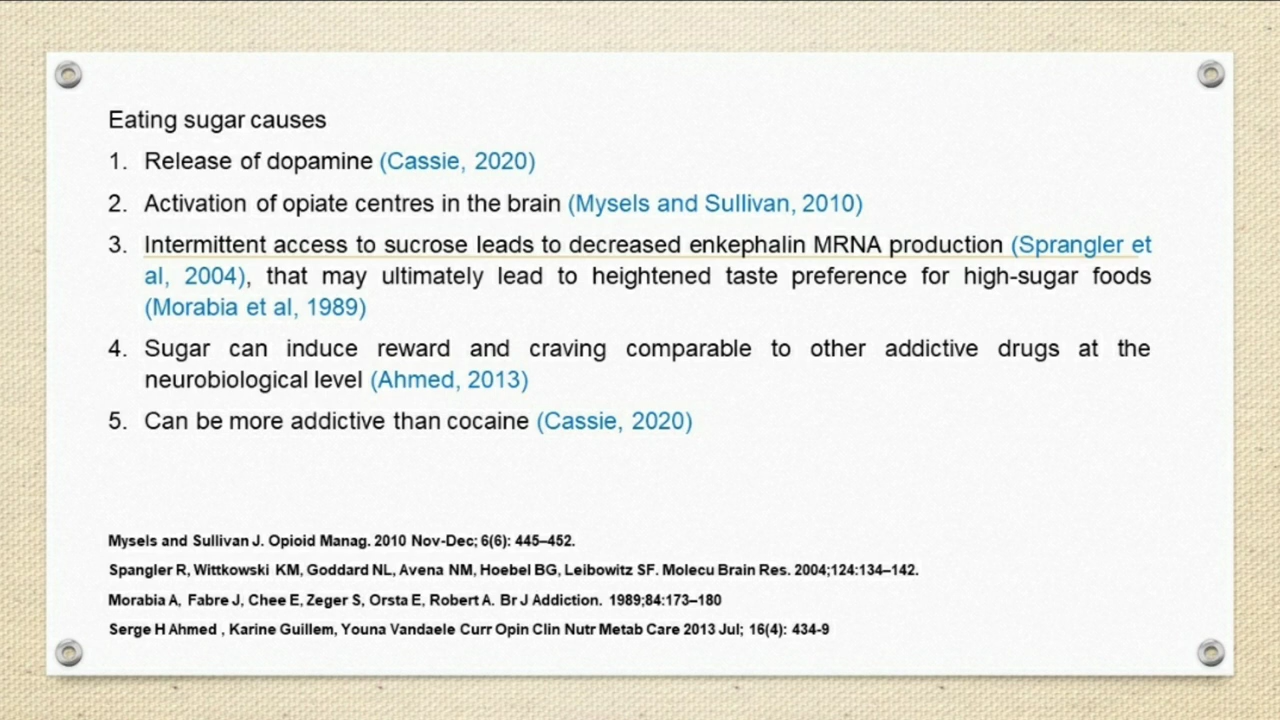 Eating sugar causes
1. Release of dopamine (Cassie, 2020)
2. Activation of opiate centres in the brain (Mysels and Sullivan, 2010)
3. Intermittent access to sucrose leads to decreased enkephalin MRNA production (Sprangler et
al, 2004), that may ultimately lead to heightened taste preference for high-sugar foods
(Morabia et al, 1989)
4. Sugar can induce reward and craving comparable to other addictive drugs at the
neurobiological level (Ahmed, 2013)
5. Can be more addictive than cocaine (Cassie, 2020)
Mysels and Sullivan J. Opioid Manag. 2010 Nov-Dec; 6(6): 445–452.
Spangler R, Wittkowski KM, Goddard NL, Avena NM, Hoebel BG, Leibowitz SF. Molecu Brain Res. 2004;124:134–142.
Morabia A, Fabre J, Chee E, Zeger S, Orsta E, Robert A. Br J Addiction. 1989;84:173–180
Serge H Ahmed , Karine Guillem, Youna Vandaele Curr Opin Clin Nutr Metab Care 2013 Jul; 16(4): 434-9